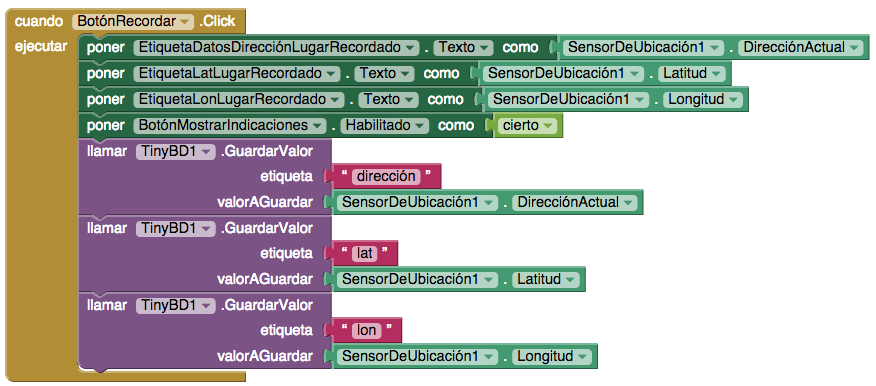 cuando BotónRecordar .Click
ejecutar poner EtiquetaDatosDirecciónLugarRecordado . Texto como SensorDeUbicación1 . DirecciónActual
poner EtiquetaLatLugarRecordado . Texto como SensorDeUbicación1 . Latitud
poner EtiquetaLonLugarRecordado . Texto como SensorDeUbicación1 . Longitud
poner BotónMostrarIndicaciones . Habilitado como cierto
llamar TinyBD1 .GuardarValor
etiqueta “ dirección ”
valorAGuardar SensorDeUbicación1 . DirecciónActual
llamar TinyBD1 .GuardarValor
etiqueta “ lat ”
valorAGuardar SensorDeUbicación1 . Latitud
llamar TinyBD1 .GuardarValor
etiqueta “ lon ”
valorAGuardar SensorDeUbicación1 . Longitud